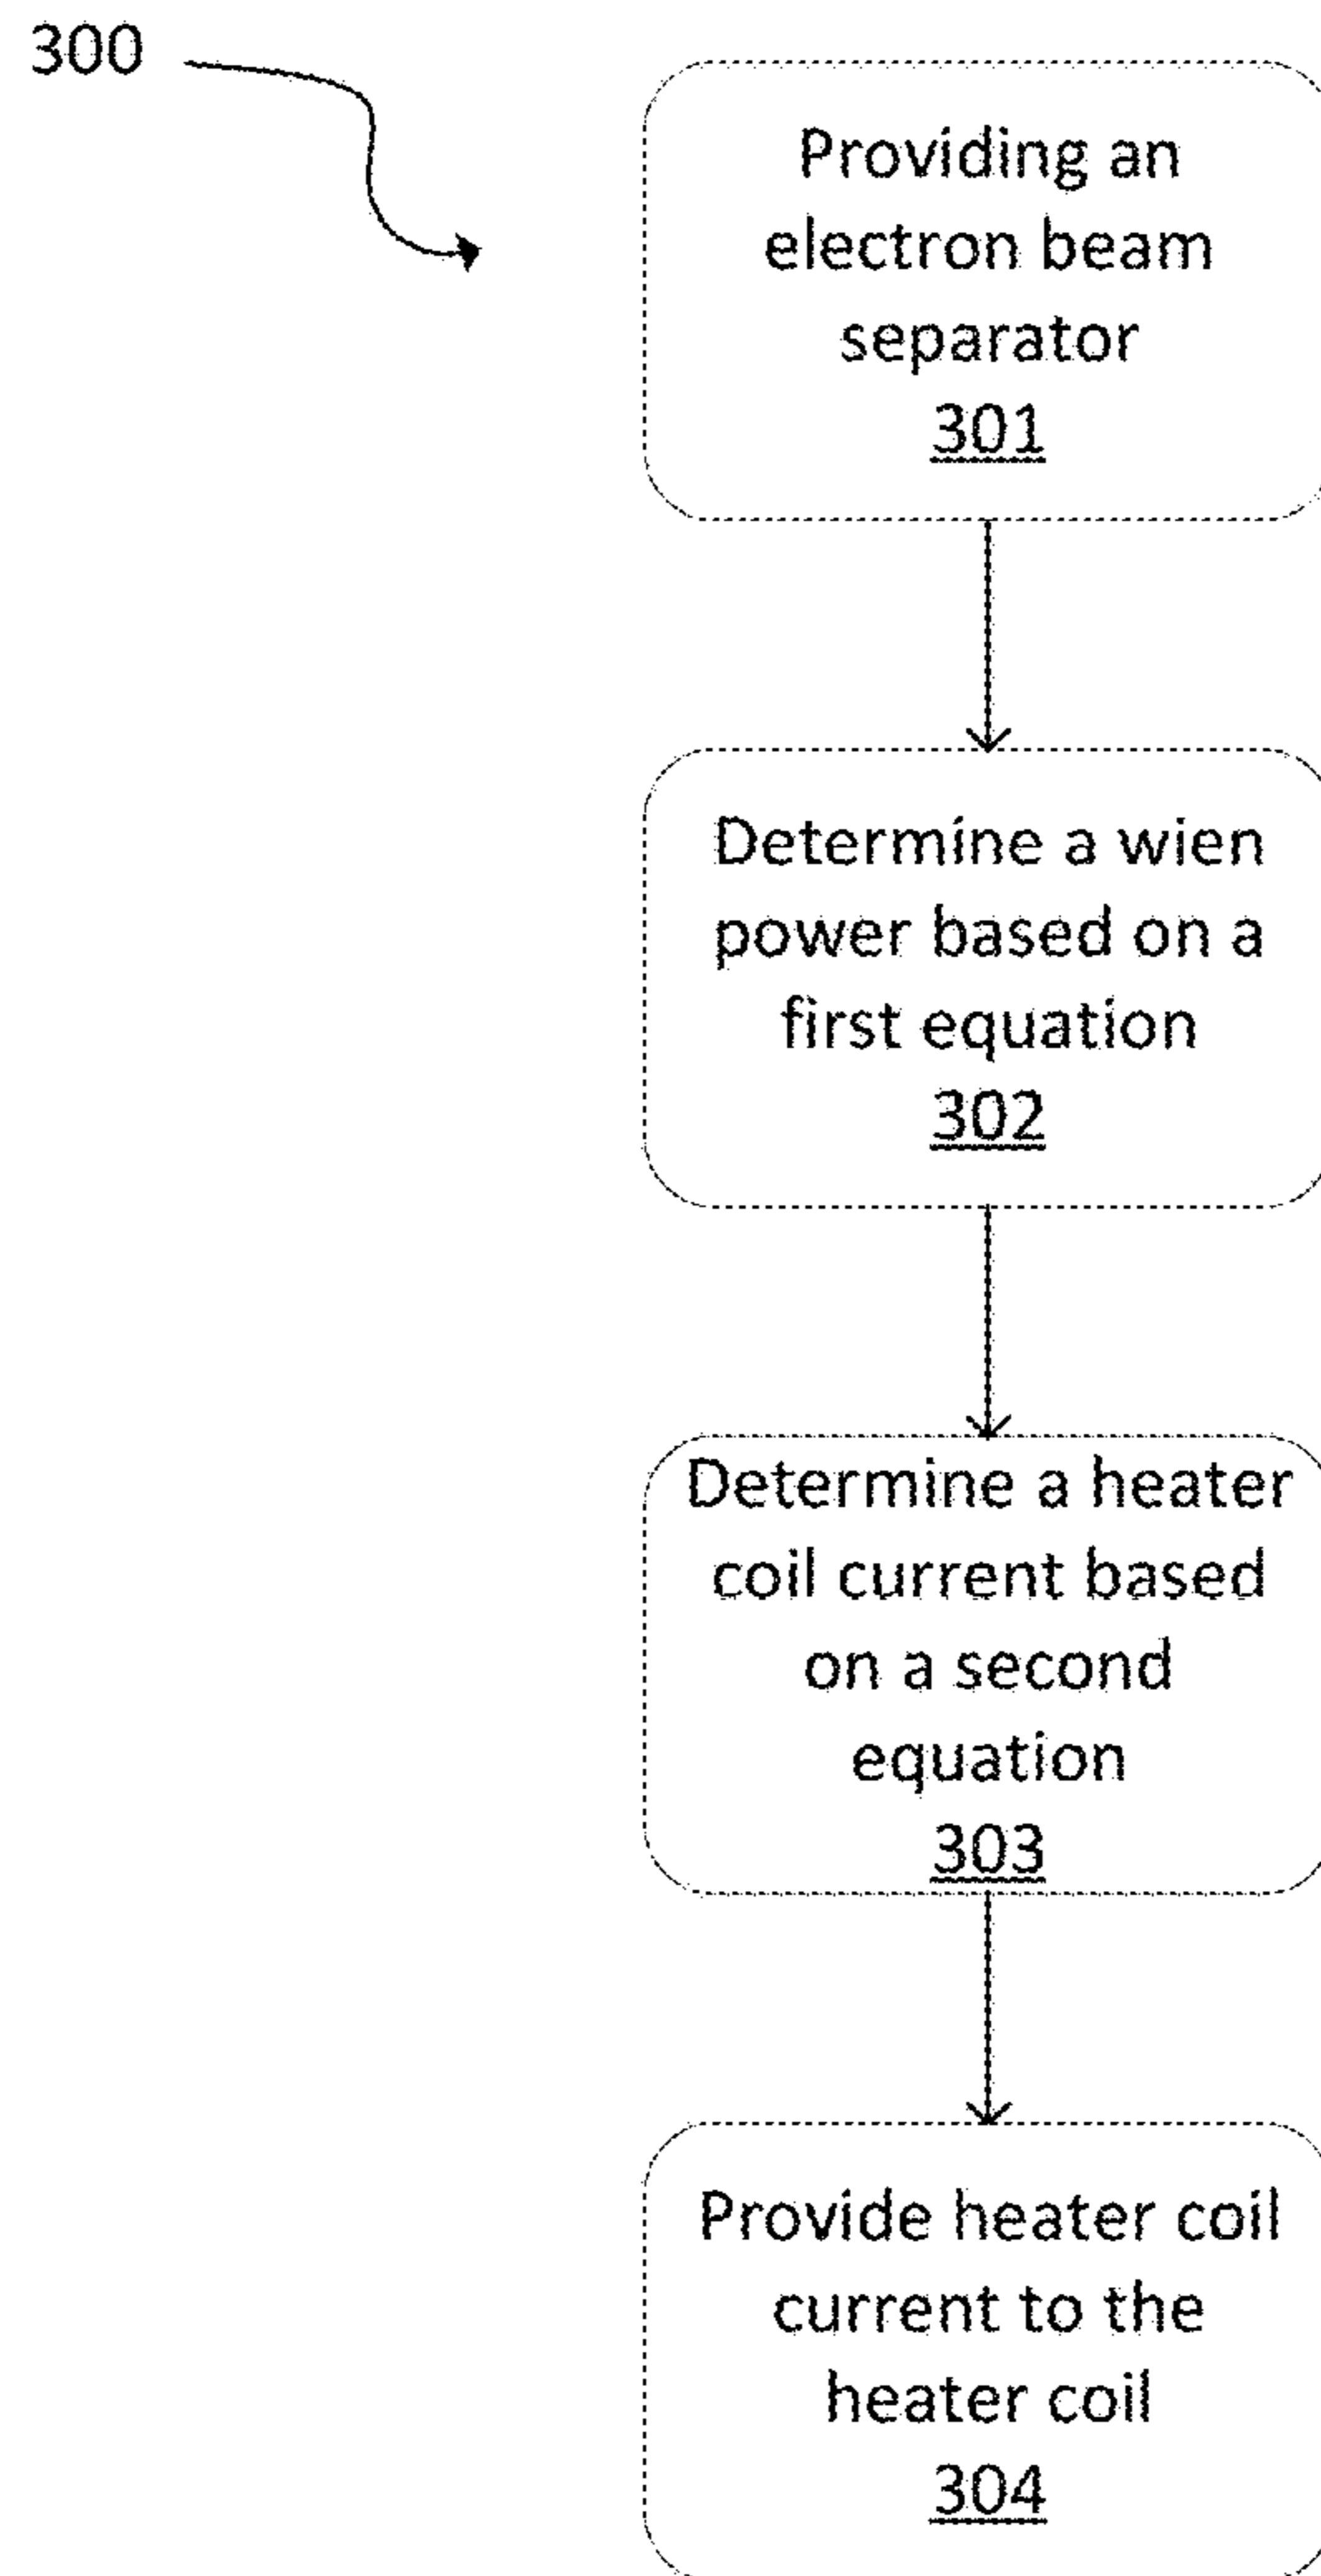 300
Providing an
electron beam
separator
301
Determine a wien
power based on a
first equation
302
Determine a heater
coil current based
on a second
equation
303
Provide heater coil
current to the
heater coil
304